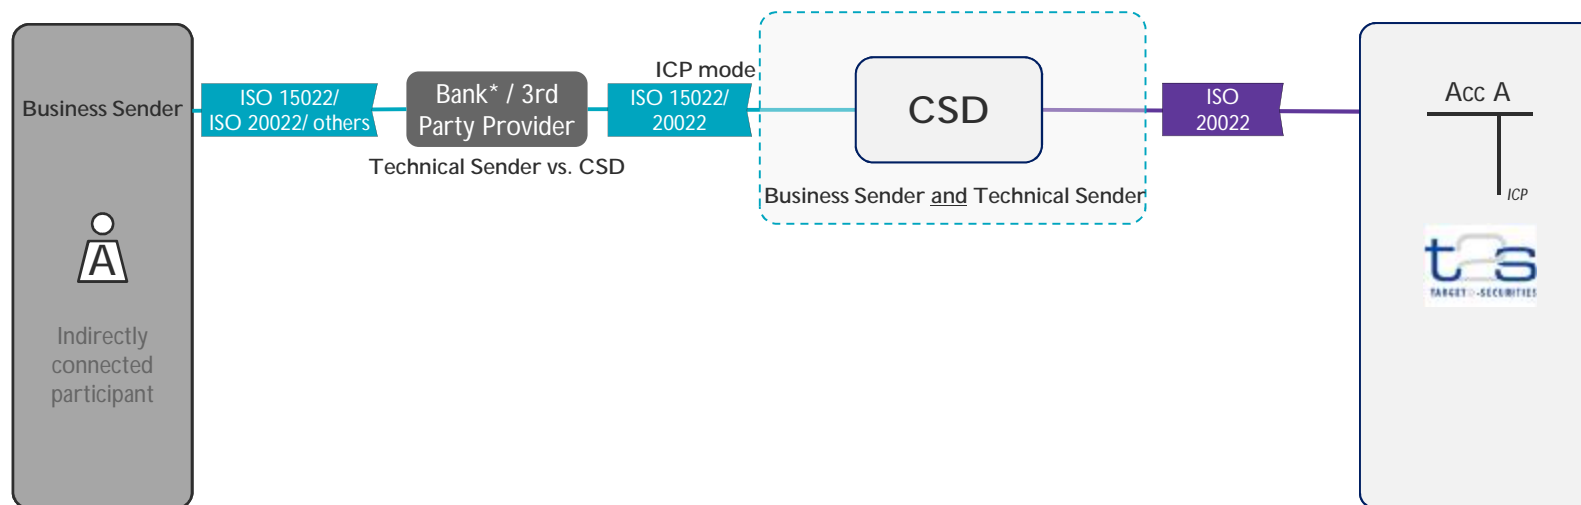 Business Sender
A
Indirectly
connected
participant
ISO 15022/
ISO 20022/ others
Bank* / 3rd
Party Provider
Technical Sender vs. CSD
ICP mode
ISO 15022/
20022
CSD
Business Sender and Technical Sender
ISO
20022
Acc A
ICP
t2s
TARGET2-SECURITIES